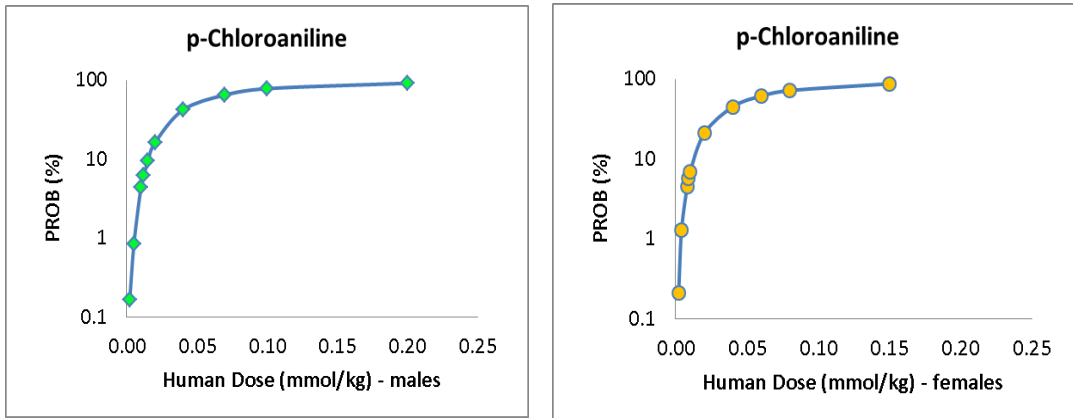 p-Chloroaniline
PROB (%)
100
10
1
0.1
0.00 0.05 0.10 0.15 0.20 0.25
Human Dose (mmol/kg) - males
p-Chloroaniline
PROB (%)
100
10
1
0.1
0.00 0.05 0.10 0.15 0.20 0.25
Human Dose (mmol/kg) - females